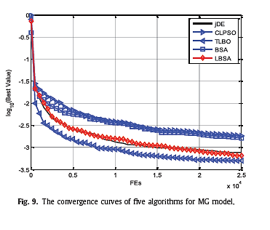 0
-0.5
-1
-1.5
-2
-2.5
-3
-3.5
log10(Best Value)
jDE
CLPSO
TLBO
BSA
LBSA
0 0.5 1 1.5 2 2.5
x 10^4
FEs
Fig. 9. The convergence curves of five algorithms for MG model.